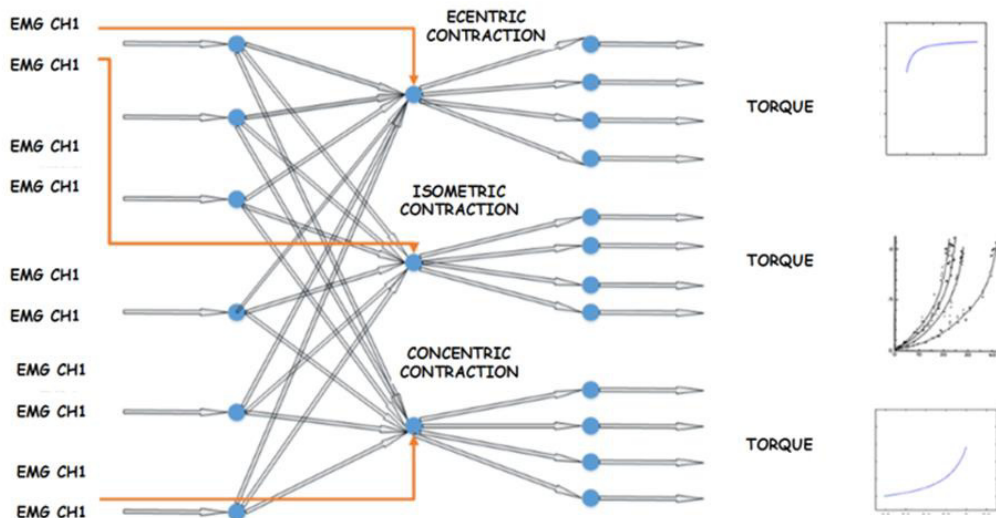 EMG CH1
EMG CH1
EMG CH1
EMG CH1
EMG CH1
EMG CH1
EMG CH1
EMG CH1
EMG CH1
EMG CH1
ECENTRIC
CONTRACTION
ISOMETRIC
CONTRACTION
CONCENTRIC
CONTRACTION
TORQUE
TORQUE
TORQUE